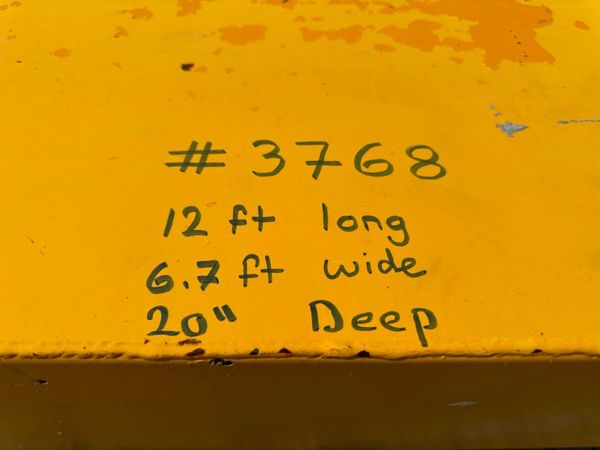 #3768
12 ft long
6.7 ft wide
20" Deep